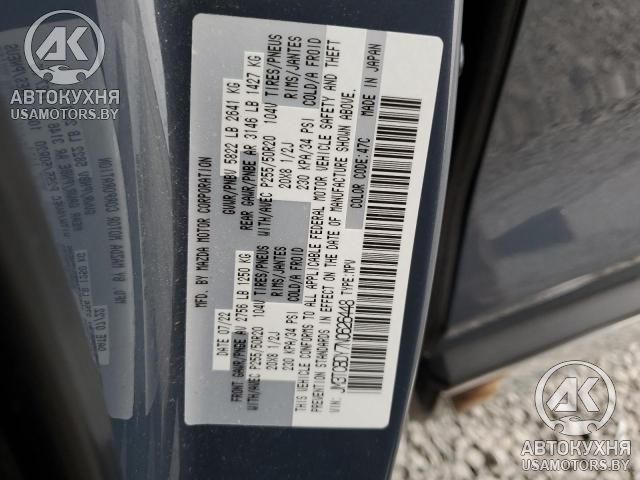 MFD. BY MAZDA MOTOR CORPORATION
DATE 07/22 GVWR/PNBV 5822 LB 2641 KG
FRONT GAWR/PNBE AV 2756 LB 1250 KG REAR GAWR/PNBE AR 3146 LB 1427 KG
WITH/AVEC P255/50R20 104V TIRES/PNEUS WITH/AVEC P255/50R20 104V TIRES/PNEUS
20X8 1/2J RIMS/JANTES 20X8 1/2J RIMS/JANTES
230 KPA/34 PSI COLD/A FROID 230 KPA/34 PSI COLD/A FROID
THIS VEHICLE CONFORMS TO ALL APPLICABLE FEDERAL MOTOR VEHICLE SAFETY AND THEFT
PREVENTION STANDARDS IN EFFECT ON THE DATE OF MANUFACTURE SHOWN ABOVE.
VIN: JM3TCBDY7N0626448 TYPE:MPV COLOR CODE:47C MADE IN JAPAN
АВТОКУХНЯ
USAMOTORS.BY
АВТОКУХНЯ
USAMOTORS.BY